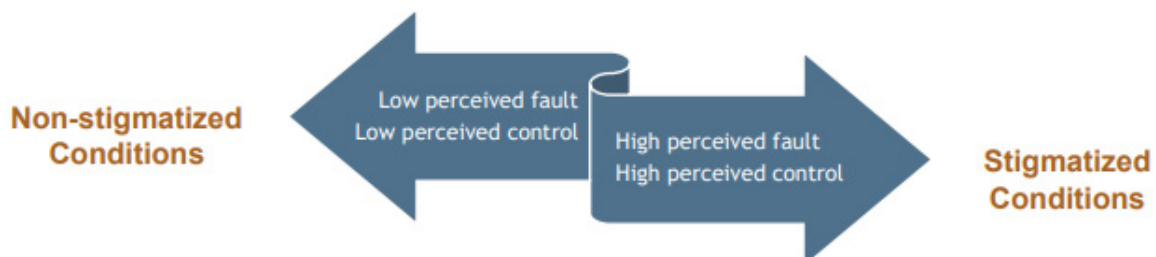 Non-stigmatized
Conditions
Low perceived fault
Low perceived control
High perceived fault
High perceived control
Stigmatized
Conditions